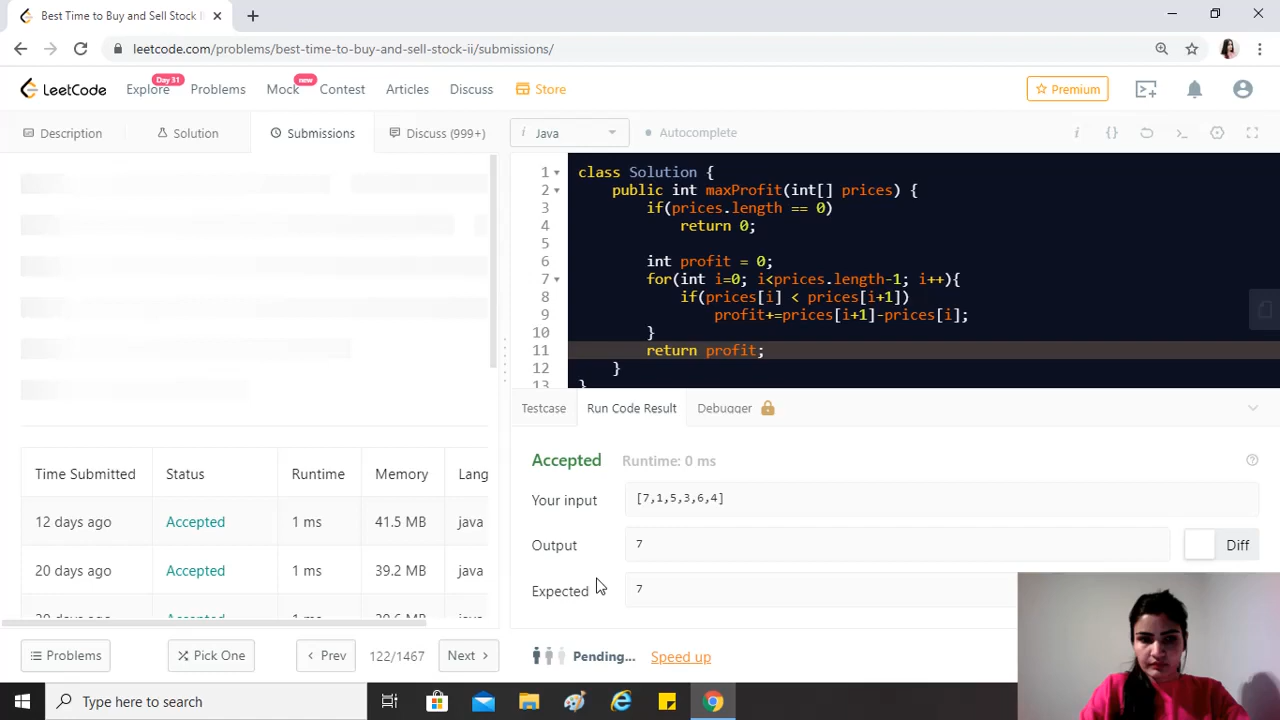 Best Time to Buy and Sell Stock
leetcode.com/problems/best-time-to-buy-and-sell-stock-ii/submissions/
LeetCode
Explore
Day 31
Problems
Mock
new
Contest
Articles
Discuss
Store
Premium
Description
Solution
Submissions
Discuss (999+)
i Java
Autocomplete
1 class Solution {
2 public int maxProfit(int[] prices) {
3 if(prices.length == 0)
4 return 0;
5
6 int profit = 0;
7 for(int i=0; i<prices.length-1; i++){
8 if(prices[i] < prices[i+1])
9 profit+=prices[i+1]-prices[i];
10 }
11 return profit;
12 }
13 }
Testcase
Run Code Result
Debugger
Accepted Runtime: 0 ms
Your input [7,1,5,3,6,4]
Output 7
Diff
Expected 7
Time Submitted Status Runtime Memory Lang
12 days ago Accepted 1 ms 41.5 MB java
20 days ago Accepted 1 ms 39.2 MB java
Problems
Pick One
Prev
122/1467
Next
Pending... Speed up
Type here to search